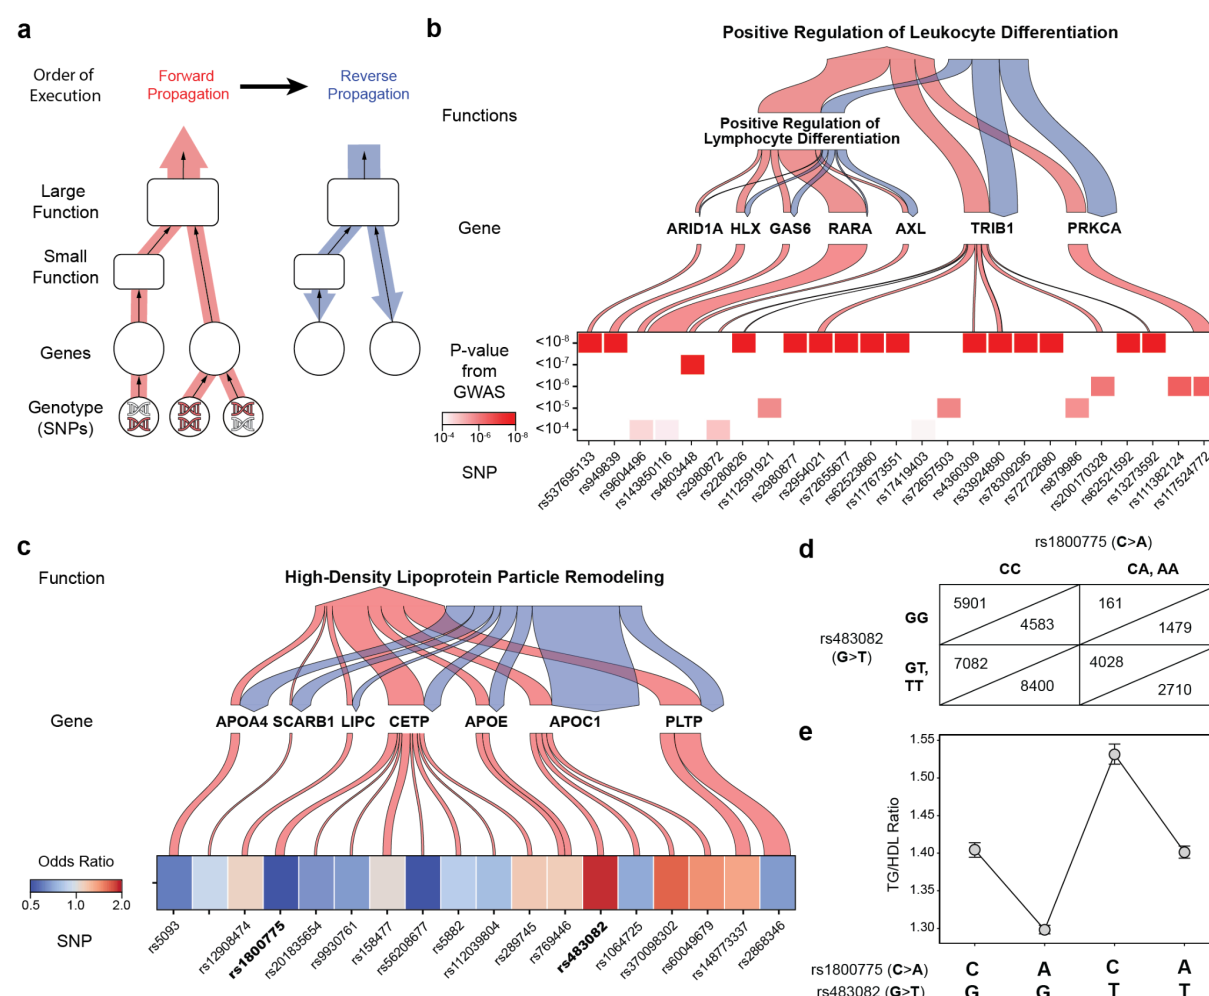 a
Order of
Execution
Forward
Propagation
Reverse
Propagation
Large
Function
Small
Function
Genes
Genotype
(SNPs)
b
Positive Regulation of Leukocyte Differentiation
Functions
Positive Regulation of
Lymphocyte Differentiation
Gene
ARID1A HLX GAS6 RARA AXL TRIB1 PRKCA
P-value
from
GWAS
<10-8
<10-7
<10-6
<10-5
<10-4
10-4 10-6 10-8
SNP
rs537695133
rs949839
rs9604496
rs143850116
rs4803448
rs2980872
rs2280826
rs112591921
rs2980877
rs2954021
rs72655677
rs62523860
rs117673551
rs17419403
rs72657503
rs4360309
rs33924890
rs78309295
rs72722680
rs879986
rs200170328
rs62521592
rs13273592
rs111382124
rs117524772
c
Function
High-Density Lipoprotein Particle Remodeling
Gene
APOA4 SCARB1 LIPC CETP APOE APOC1 PLTP
Odds Ratio
0.5 1.0 2.0
SNP
rs5093
rs12908474
rs1800775
rs201835654
rs9930761
rs158477
rs56208677
rs5882
rs112039804
rs289745
rs769446
rs483082
rs1064725
rs370098302
rs60049679
rs148773337
rs2868346
d
rs1800775 (C>A)
CC CA, AA
rs483082
(G>T)
GG
5901 4583 161 1479
GT,
TT
7082 8400 4028 2710
e
TG/HDL Ratio
1.55
1.50
1.45
1.40
1.35
1.30
rs1800775 (C>A) C A C A
rs483082 (G>T) G G T T